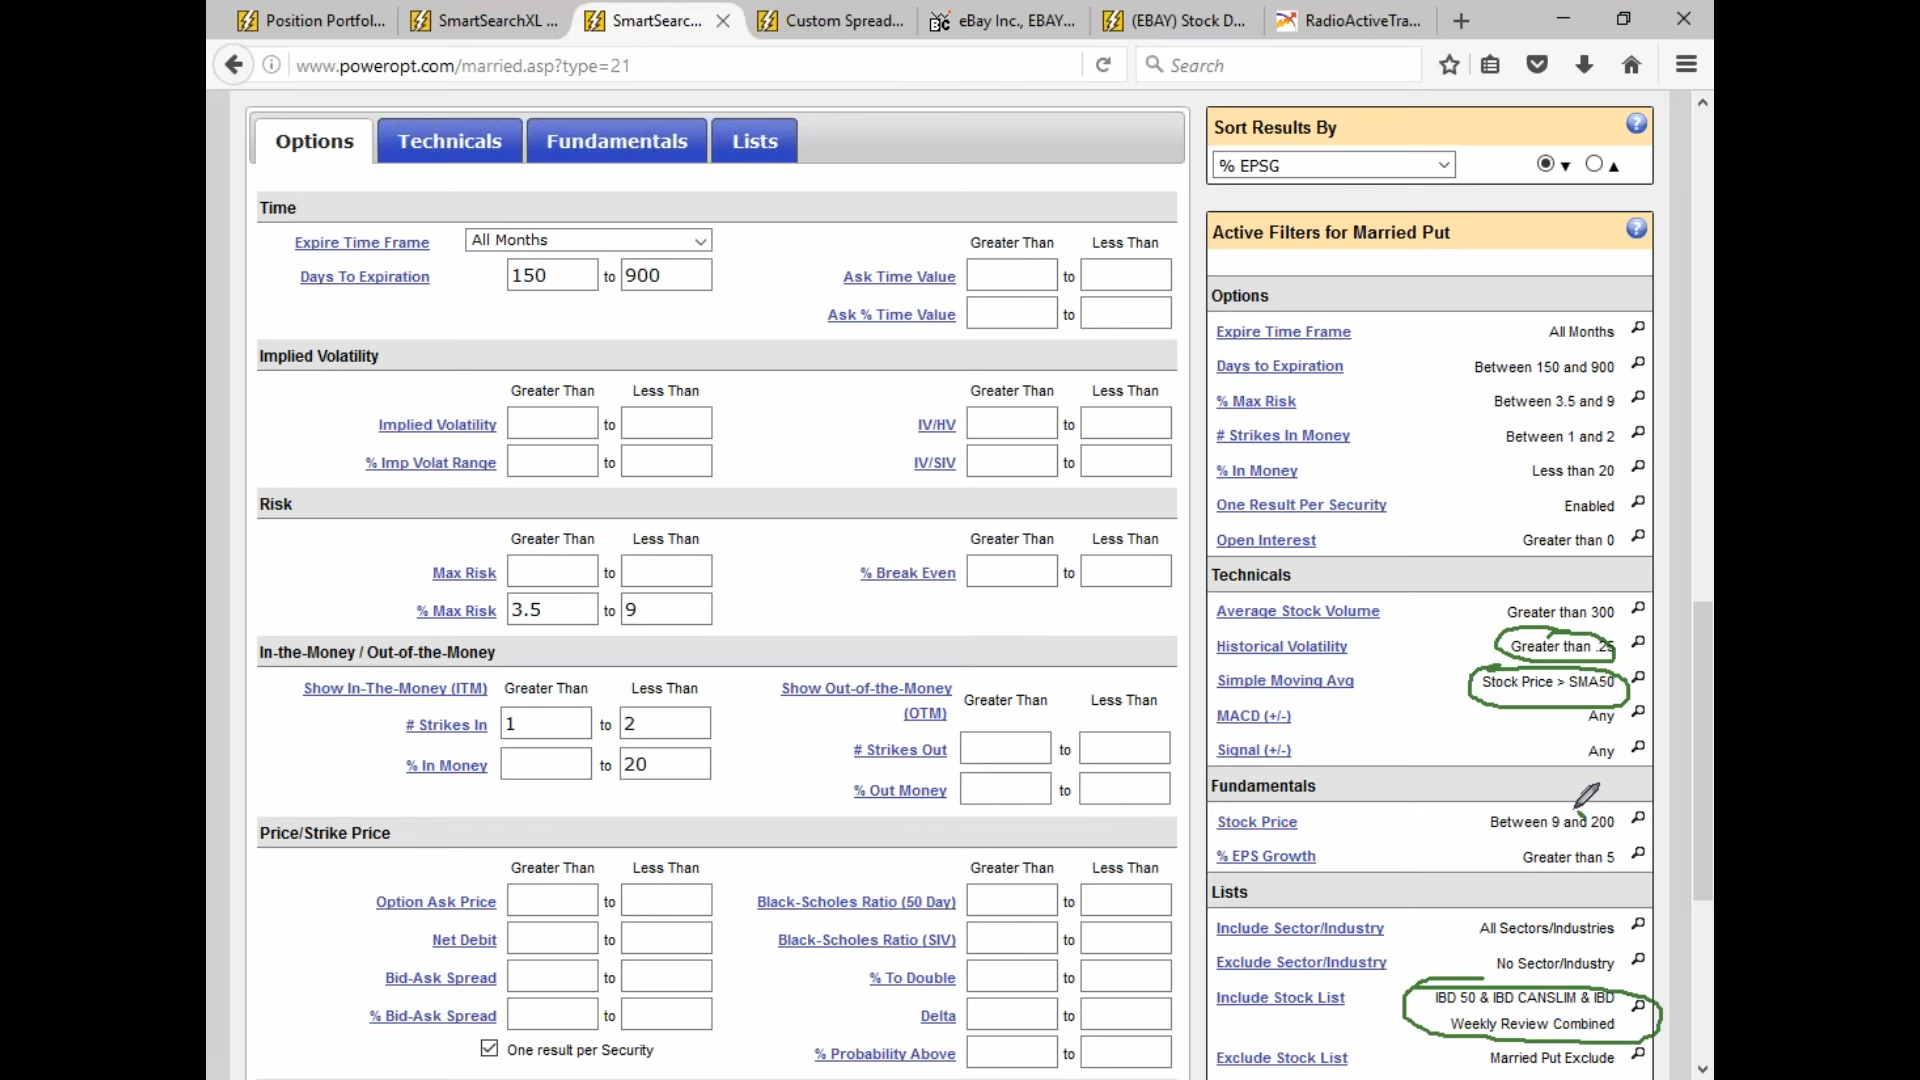 Position Portfol... SmartSearchXL ... SmartSearc... Custom Spread... eBay Inc., EBAY... (EBAY) Stock D... RadioActiveTra...
www.poweropt.com/married.asp?type=21 Search
Options Technicals Fundamentals Lists
Time
Expire Time Frame All Months Greater Than Less Than
Days To Expiration 150 to 900 Ask Time Value to
Ask % Time Value to
Implied Volatility
Greater Than Less Than Greater Than Less Than
Implied Volatility to IV/HV to
% Imp Volat Range to IV/SIV to
Risk
Greater Than Less Than Greater Than Less Than
Max Risk to % Break Even to
% Max Risk 3.5 to 9
In-the-Money / Out-of-the-Money
Show In-The-Money (ITM) Greater Than Less Than Show Out-of-the-Money (OTM) Greater Than Less Than
# Strikes In 1 to 2 # Strikes Out to
% In Money to 20 % Out Money to
Price/Strike Price
Greater Than Less Than Greater Than Less Than
Option Ask Price to Black-Scholes Ratio (50 Day) to
Net Debit to Black-Scholes Ratio (SIV) to
Bid-Ask Spread to % To Double to
% Bid-Ask Spread to Delta to
One result per Security % Probability Above to
Sort Results By
% EPSG
Active Filters for Married Put
Options
Expire Time Frame All Months
Days to Expiration Between 150 and 900
% Max Risk Between 3.5 and 9
# Strikes In Money Between 1 and 2
% In Money Less than 20
One Result Per Security Enabled
Open Interest Greater than 0
Technicals
Average Stock Volume Greater than 300
Historical Volatility Greater than .25
Simple Moving Avg Stock Price > SMA50
MACD (+/-) Any
Signal (+/-) Any
Fundamentals
Stock Price Between 9 and 200
% EPS Growth Greater than 5
Lists
Include Sector/Industry All Sectors/Industries
Exclude Sector/Industry No Sector/Industry
Include Stock List IBD 50 & IBD CANSLIM & IBD
Weekly Review Combined
Exclude Stock List Married Put Exclude